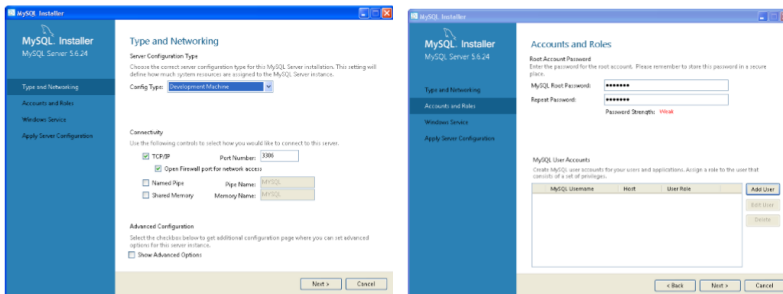 MySQL Installer
MySQL. Installer
MySQL Server 5.6.24
Type and Networking
Accounts and Roles
Windows Service
Apply Server Configuration
Type and Networking
Server Configuration Type
Choose the correct server configuration type for this MySQL Server installation. This setting will
define how much system resources are assigned to the MySQL Server instance.
Config Type: Development Machine
Connectivity
Use the following controls to select how you would like to connect to this server.
TCP/IP Port Number: 3306
Open Firewall port for network access
Named Pipe Pipe Name: MYSQL
Shared Memory Memory Name: MYSQL
Advanced Configuration
Select the checkbox below to get additional configuration page where you can set advanced
options for this server instance.
Show Advanced Options
Next > Cancel
MySQL Installer
MySQL. Installer
MySQL Server 5.6.24
Type and Networking
Accounts and Roles
Windows Service
Apply Server Configuration
Accounts and Roles
Root Account Password
Enter the password for the root account. Please remember to store this password in a secure
place.
MySQL Root Password: •••••••
Repeat Password: •••••••
Password Strength: Weak
MySQL User Accounts
Create MySQL user accounts for your users and applications. Assign a role to the user that
consists of a set of privileges.
MySQL Username Host User Role Add User
Edit User
Delete
< Back Next > Cancel